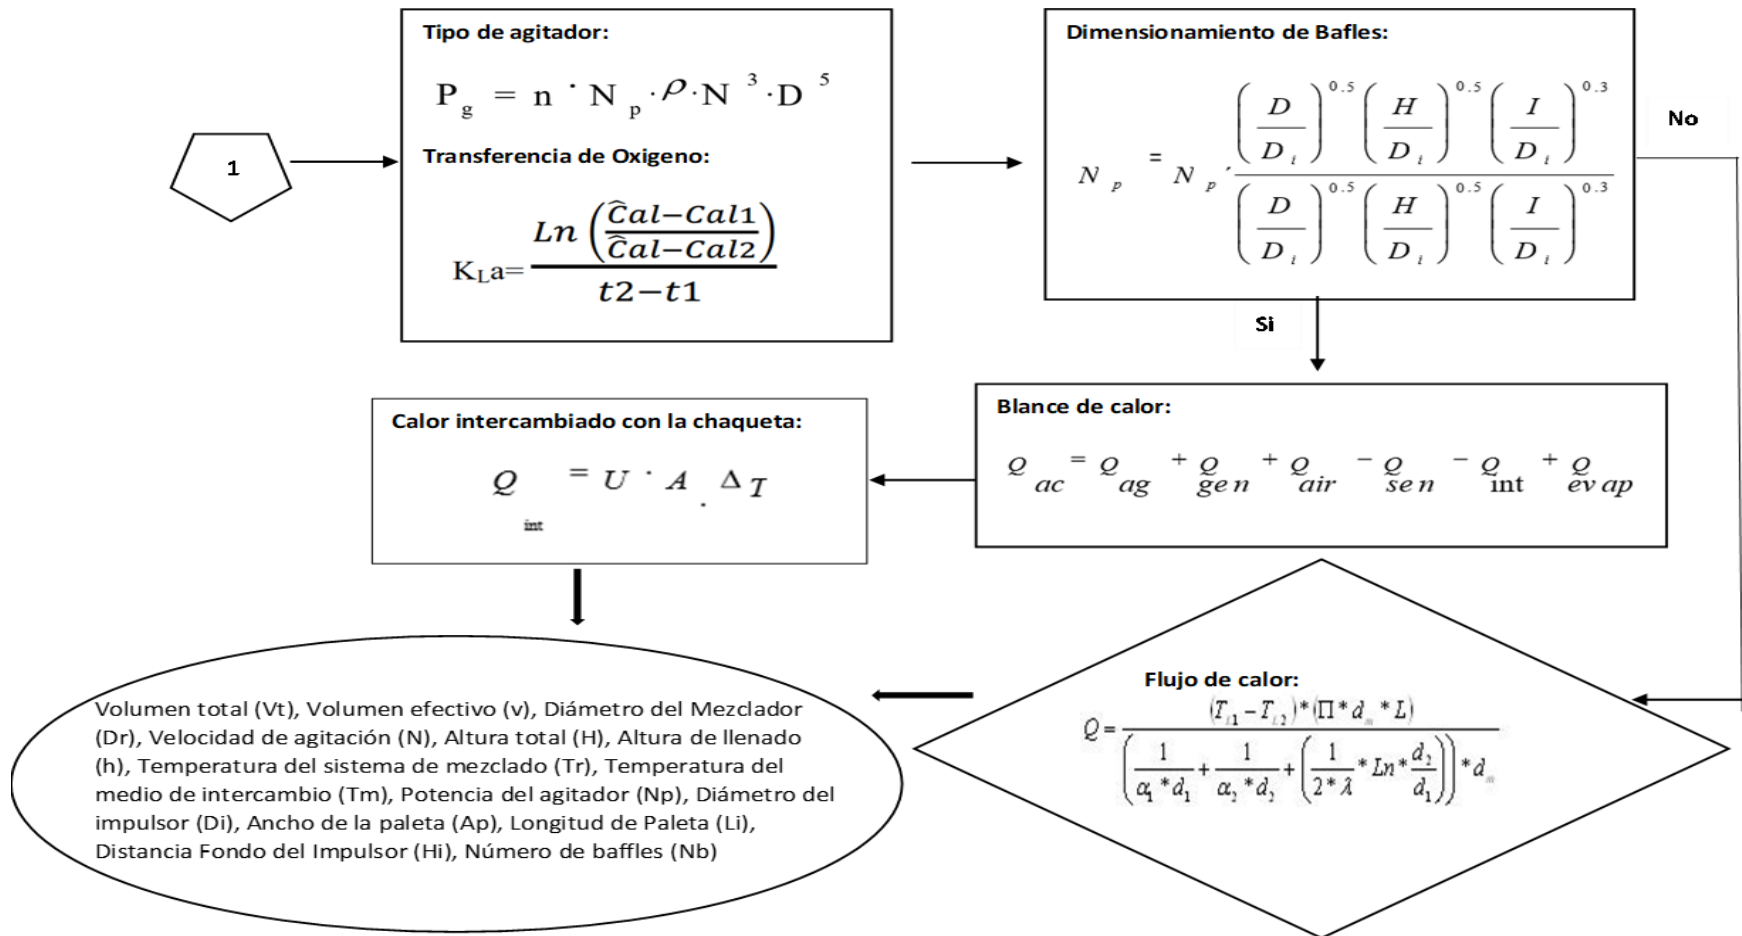 1
Tipo de agitador:
P_g = n · N_p · ρ · N^3 · D^5
Transferencia de Oxigeno:
K_La = Ln((Ĉal−Cal1)/(Ĉal−Cal2)) / (t2−t1)
Dimensionamiento de Bafles:
N_p = N_p' ((D/D_i)^0.5 (H/D_i)^0.5 (I/D_i)^0.3) / ((D/D_i)^0.5 (H/D_i)^0.5 (I/D_i)^0.3)
No
Si
Blance de calor:
Q_ac = Q_ag + Q_gen + Q_air − Q_sen − Q_int + Q_evap
Calor intercambiado con la chaqueta:
Q_int = U · A . Δ T
Flujo de calor:
Q = (T_i1 − T_i2) * (Π * d_m * L) / (1/(α_1 * d_1) + 1/(α_2 * d_2) + (1/(2 * λ) * Ln * d_2/d_1)) * d_m
Volumen total (Vt), Volumen efectivo (v), Diámetro del Mezclador
(Dr), Velocidad de agitación (N), Altura total (H), Altura de llenado
(h), Temperatura del sistema de mezclado (Tr), Temperatura del
medio de intercambio (Tm), Potencia del agitador (Np), Diámetro del
impulsor (Di), Ancho de la paleta (Ap), Longitud de Paleta (Li),
Distancia Fondo del Impulsor (Hi), Número de baffles (Nb)